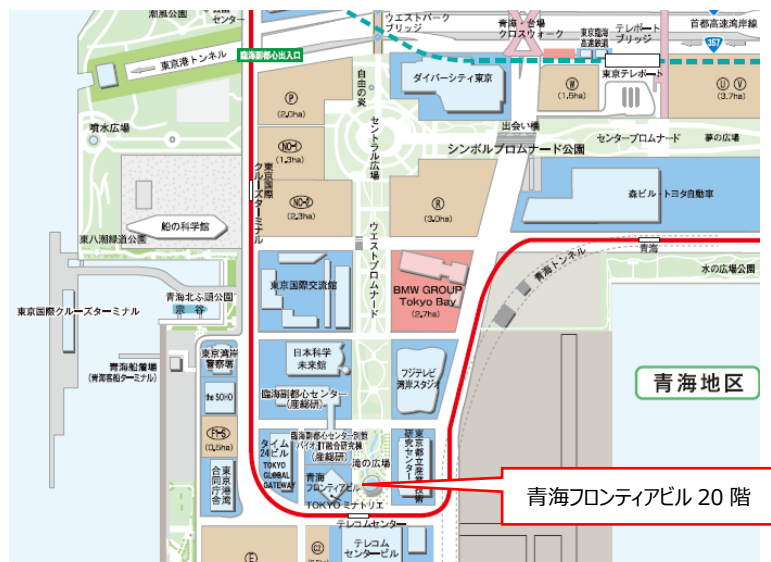 潮風公園
センター
ウエストパーク
ブリッジ
青海・台場
クロスウォーク
東京臨海
高速鉄道
テレポート
ブリッジ
首都高速湾岸線
357
臨海副都心出入口
東京港トンネル
自由の炎
ダイバーシティ東京
東京テレポート
Ⓟ
(2.0ha)
Ⓦ
(1.5ha)
Ⓤ Ⓥ
(3.7ha)
噴水広場
出会い橋
センタープロムナード
夢の広場
シンボルプロムナード公園
セントラル広場
NO-1
(1.3ha)
東京国際
クルーズターミナル
NO-2
(2.3ha)
Ⓡ
(3.0ha)
森ビル・トヨタ自動車
船の科学館
東八潮緑道公園
ウエストプロムナード
青海
水の広場公園
青海トンネル
東京国際交流館
BMW GROUP
Tokyo Bay
(2.7ha)
青海北ふ頭公園
宗谷
東京国際クルーズターミナル
東京湾岸
警察署
日本科学
未来館
フジテレビ
湾岸スタジオ
青海船着場
(青海客船ターミナル)
青海地区
the SOHO
臨海副都心センター
(産総研)
臨海副都心センター別館
バイオ・IT融合研究棟
(産総研)
(0.5ha)
タイム
24ビル
TOKYO
GLOBAL
GATEWAY
滝の広場
東京都立産業技術
研究センター
東京港湾
合同庁舎
青海
フロンティアビル
TOKYO ミナトリエ
青海フロンティアビル 20 階
テレコムセンター
テレコム
センタービル
Ⓔ